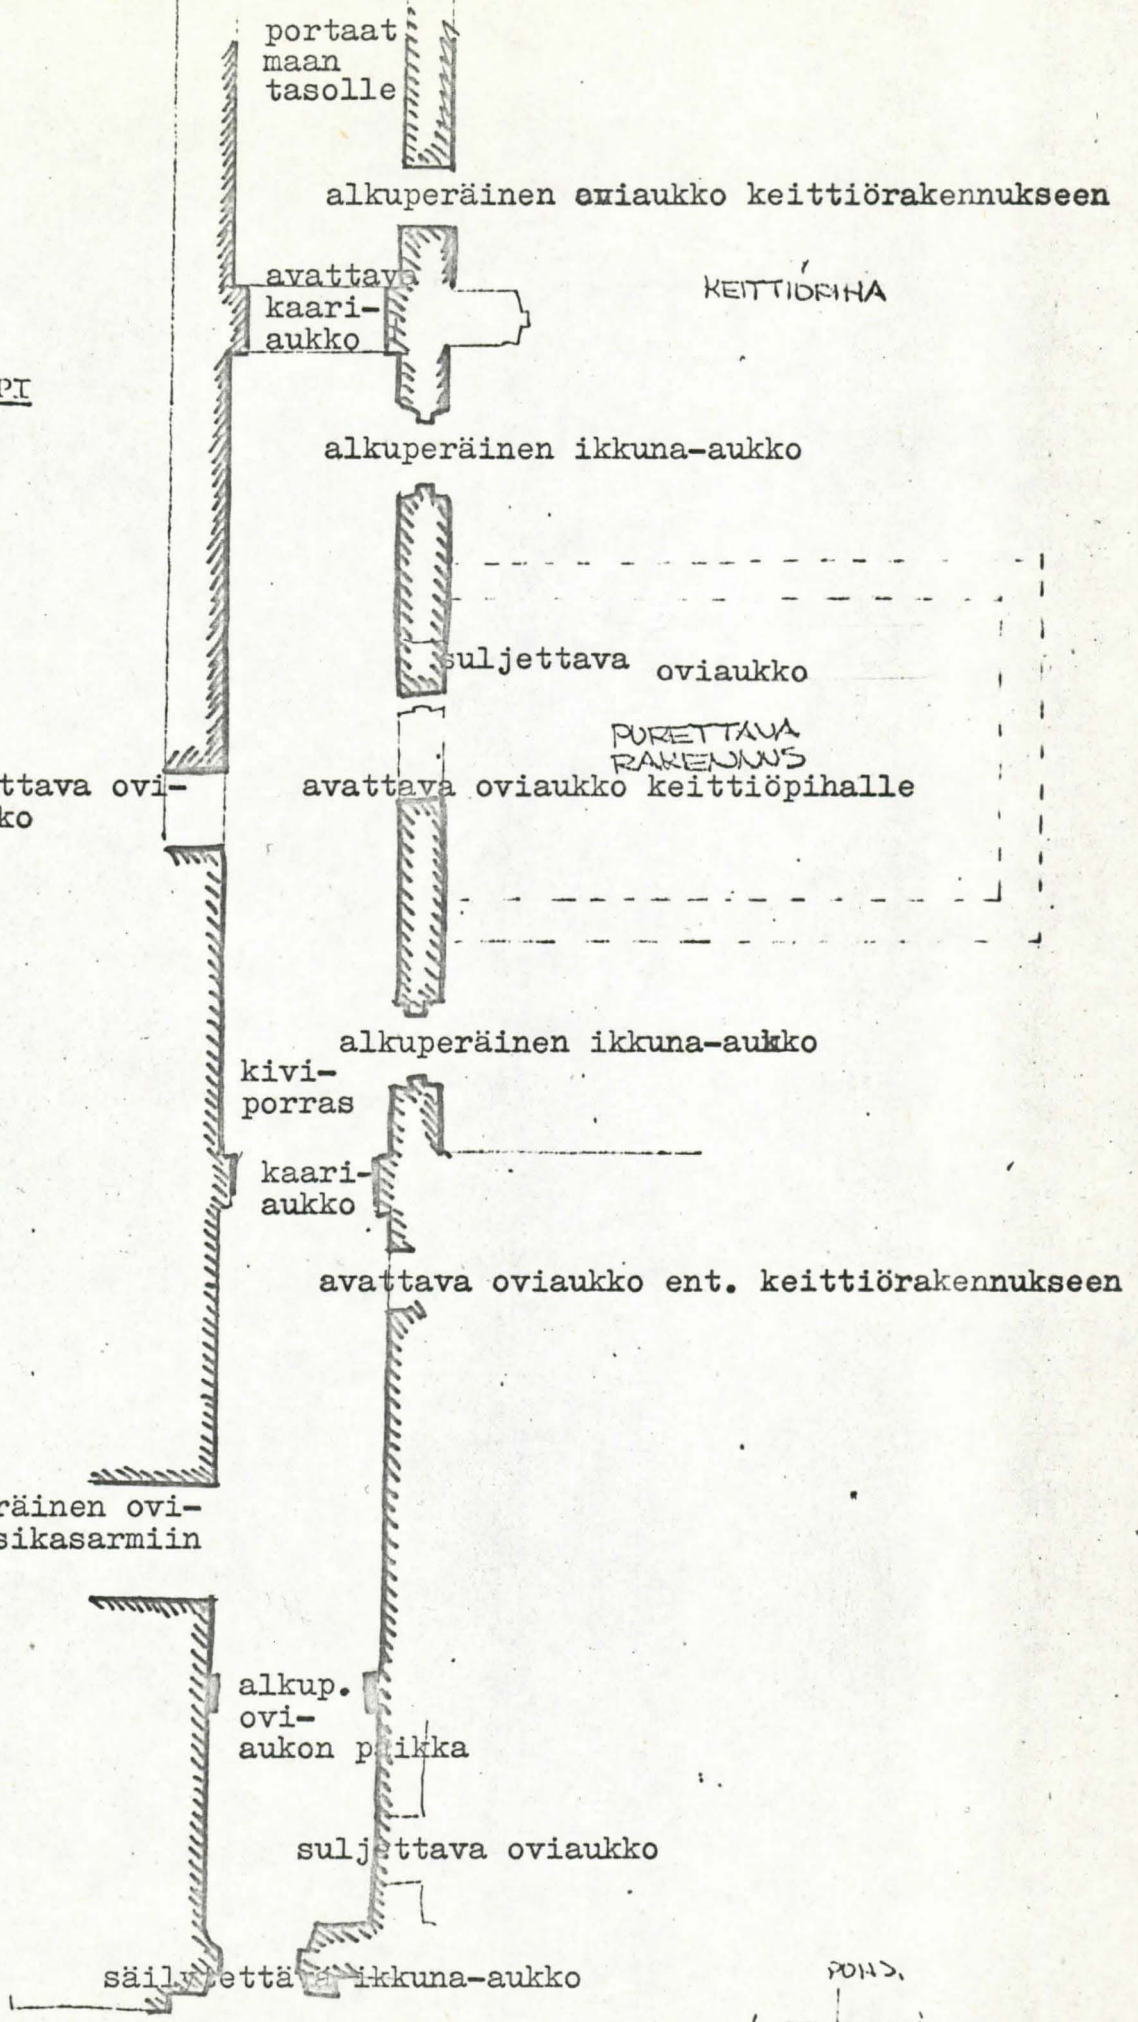 portaat
maan
tasolle
alkuperäinen oviaukko keittiörakennukseen
avattava
kaari-
aukko
KEITTIÖPIHA
PI
alkuperäinen ikkuna-aukko
suljettava oviaukko
PURETTAVA
RAKENNUS
ttava ovi-
ko
avattava oviaukko keittiöpihalle
alkuperäinen ikkuna-aukko
kivi-
porras
kaari-
aukko
avattava oviaukko ent. keittiörakennukseen
räinen ovi-
sikasarmiin
alkup.
ovi-
aukon paikka
suljettava oviaukko
säilytettävä ikkuna-aukko
POHJ.